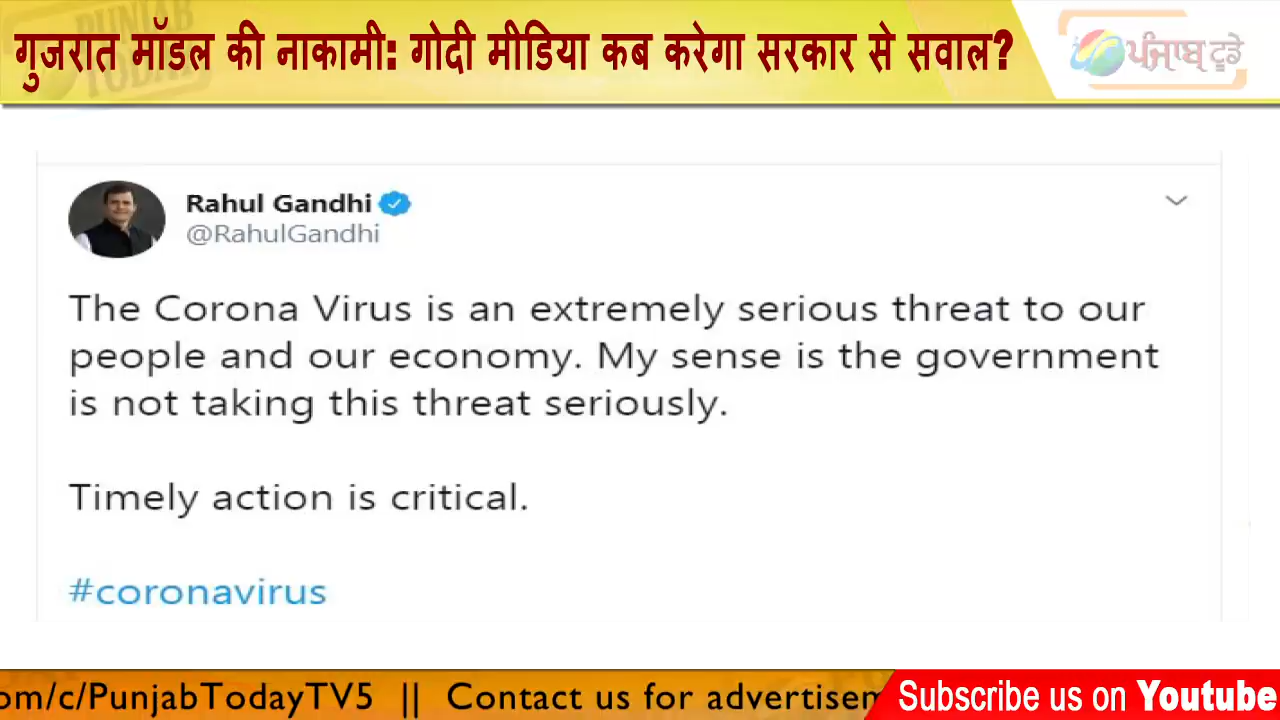 गुजरात मॉडल की नाकामी: गोदी मीडिया कब करेगा सरकार से सवाल?
ਪੰਜਾਬ ਟੂਡੇ
Rahul Gandhi
@RahulGandhi
The Corona Virus is an extremely serious threat to our
people and our economy. My sense is the government
is not taking this threat seriously.
Timely action is critical.
#coronavirus
om/c/PunjabTodayTV5 || Contact us for advertisem
Subscribe us on Youtube